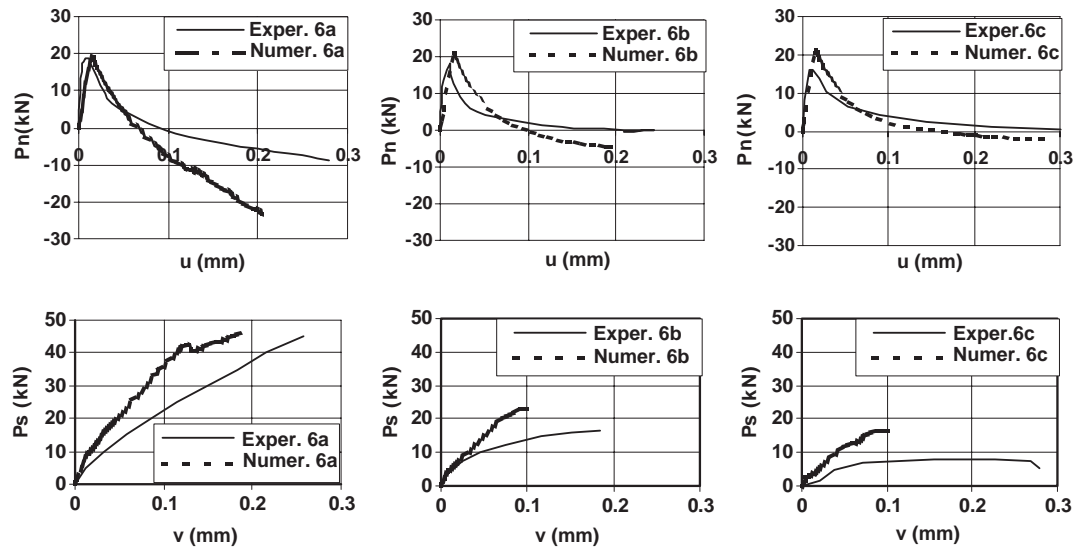 30
20
10
0
-10
-20
-30
Pn(kN)
0
0.1
0.2
0.3
u (mm)
Exper. 6a
Numer. 6a
30
20
10
0
-10
-20
-30
Pn (kN)
0
0.1
0.2
0.3
u (mm)
Exper. 6b
Numer. 6b
30
20
10
0
-10
-20
-30
Pn (kN)
0
0.1
0.2
0.3
u (mm)
Exper.6c
Numer. 6c
50
40
30
20
10
0
Ps (kN)
0
0.1
0.2
0.3
v (mm)
Exper. 6a
Numer. 6a
50
40
30
20
10
0
Ps (kN)
0
0.1
0.2
0.3
v (mm)
Exper. 6b
Numer. 6b
50
40
30
20
10
0
Ps (kN)
0
0.1
0.2
0.3
v (mm)
Exper.6c
Numer. 6c